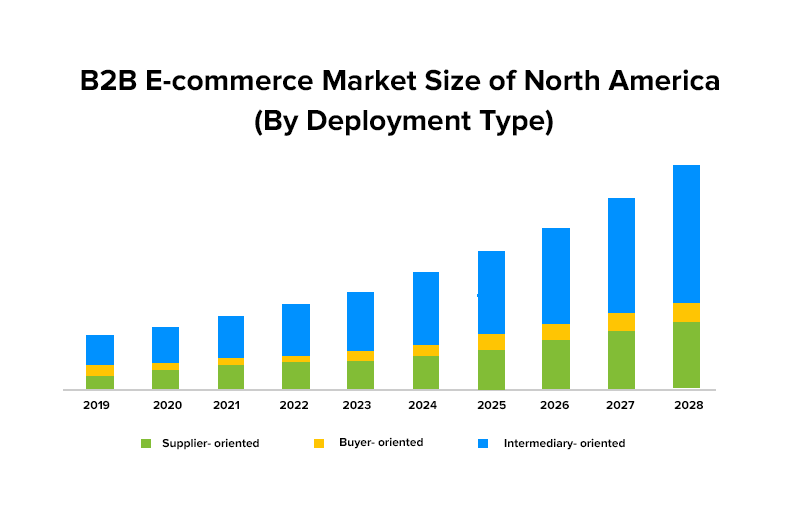 B2B E-commerce Market Size of North America
(By Deployment Type)
2019 2020 2021 2022 2023 2024 2025 2026 2027 2028
Supplier- oriented Buyer- oriented Intermediary- oriented